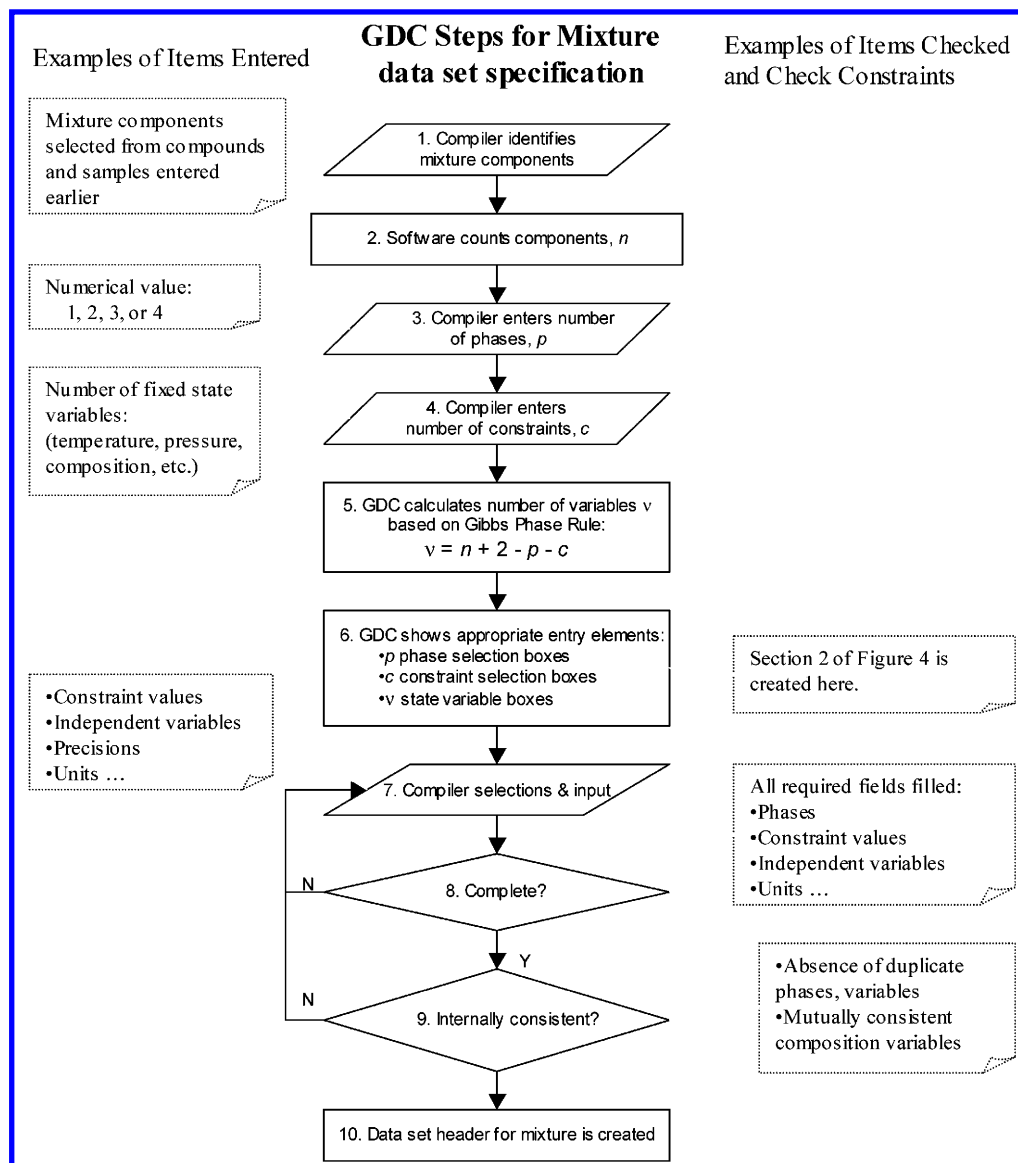 GDC Steps for Mixture
data set specification
Examples of Items Entered
Examples of Items Checked
and Check Constraints
Mixture components
selected from compounds
and samples entered
earlier
1. Compiler identifies
mixture components
2. Software counts components, n
Numerical value:
1, 2, 3, or 4
3. Compiler enters number
of phases, p
Number of fixed state
variables:
(temperature, pressure,
composition, etc.)
4. Compiler enters
number of constraints, c
5. GDC calculates number of variables ν
based on Gibbs Phase Rule:
ν = n + 2 - p - c
6. GDC shows appropriate entry elements:
•p phase selection boxes
•c constraint selection boxes
•ν state variable boxes
Section 2 of Figure 4 is
created here.
•Constraint values
•Independent variables
•Precisions
•Units …
7. Compiler selections & input
All required fields filled:
•Phases
•Constraint values
•Independent variables
•Units …
N
8. Complete?
Y
N
9. Internally consistent?
•Absence of duplicate
phases, variables
•Mutually consistent
composition variables
10. Data set header for mixture is created